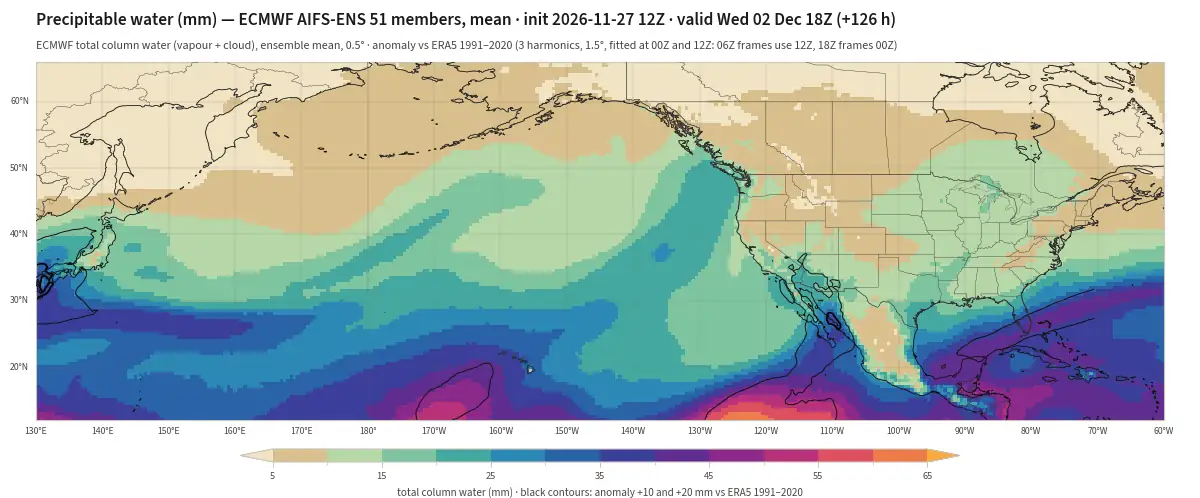 Precipitable water (mm) — ECMWF AIFS-ENS 51 members, mean · init 2026-11-27 12Z · valid Wed 02 Dec 18Z (+126 h)
ECMWF total column water (vapour + cloud), ensemble mean, 0.5° · anomaly vs ERA5 1991–2020 (3 harmonics, 1.5°, fitted at 00Z and 12Z: 06Z frames use 12Z, 18Z frames 00Z)
60°N
50°N
40°N
30°N
20°N
130°E 140°E 150°E 160°E 170°E 180° 170°W 160°W 150°W 140°W 130°W 120°W 110°W 100°W 90°W 80°W 70°W 60°W
5 15 25 35 45 55 65
total column water (mm) · black contours: anomaly +10 and +20 mm vs ERA5 1991–2020